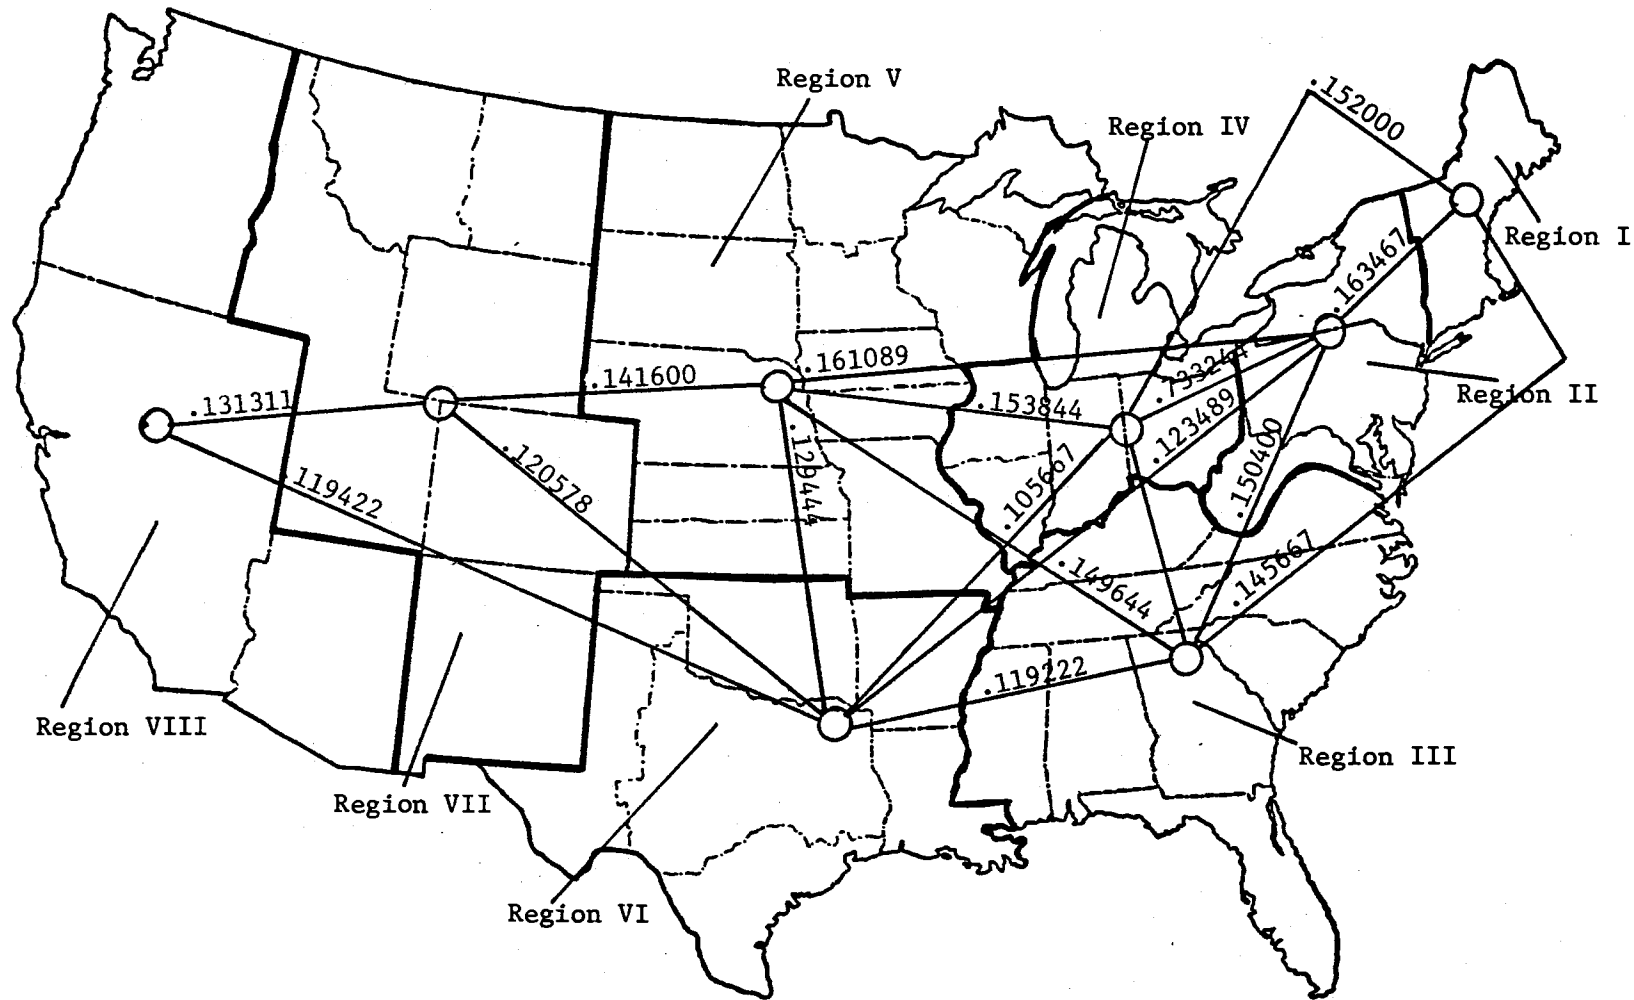 Region V
.152000
Region IV
Region I
.163467
.161089
.141600
.131311
Region II
.153844
.123489
.120578
.119422
.129444
.105667
.150400
.145667
.149644
.119222
Region VIII
Region III
Region VII
Region VI